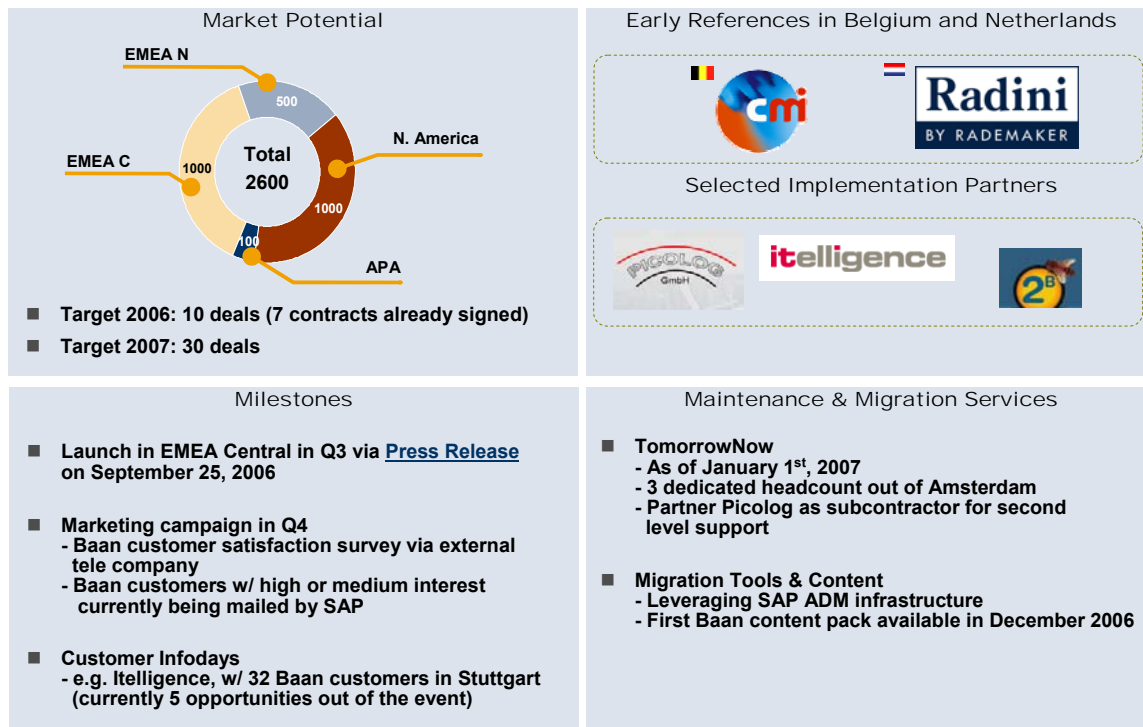 Market Potential
EMEA N
500
N. America
Total
2600
EMEA C
1000
1000
100
APA
■ Target 2006: 10 deals (7 contracts already signed)
■ Target 2007: 30 deals
Early References in Belgium and Netherlands
cmi
Radini
BY RADEMAKER
Selected Implementation Partners
PICOLOG
GmbH
itelligence
2B
Milestones
■ Launch in EMEA Central in Q3 via Press Release
on September 25, 2006
■ Marketing campaign in Q4
- Baan customer satisfaction survey via external
tele company
- Baan customers w/ high or medium interest
currently being mailed by SAP
■ Customer Infodays
- e.g. Itelligence, w/ 32 Baan customers in Stuttgart
(currently 5 opportunities out of the event)
Maintenance & Migration Services
■ TomorrowNow
- As of January 1st, 2007
- 3 dedicated headcount out of Amsterdam
- Partner Picolog as subcontractor for second
level support
■ Migration Tools & Content
- Leveraging SAP ADM infrastructure
- First Baan content pack available in December 2006